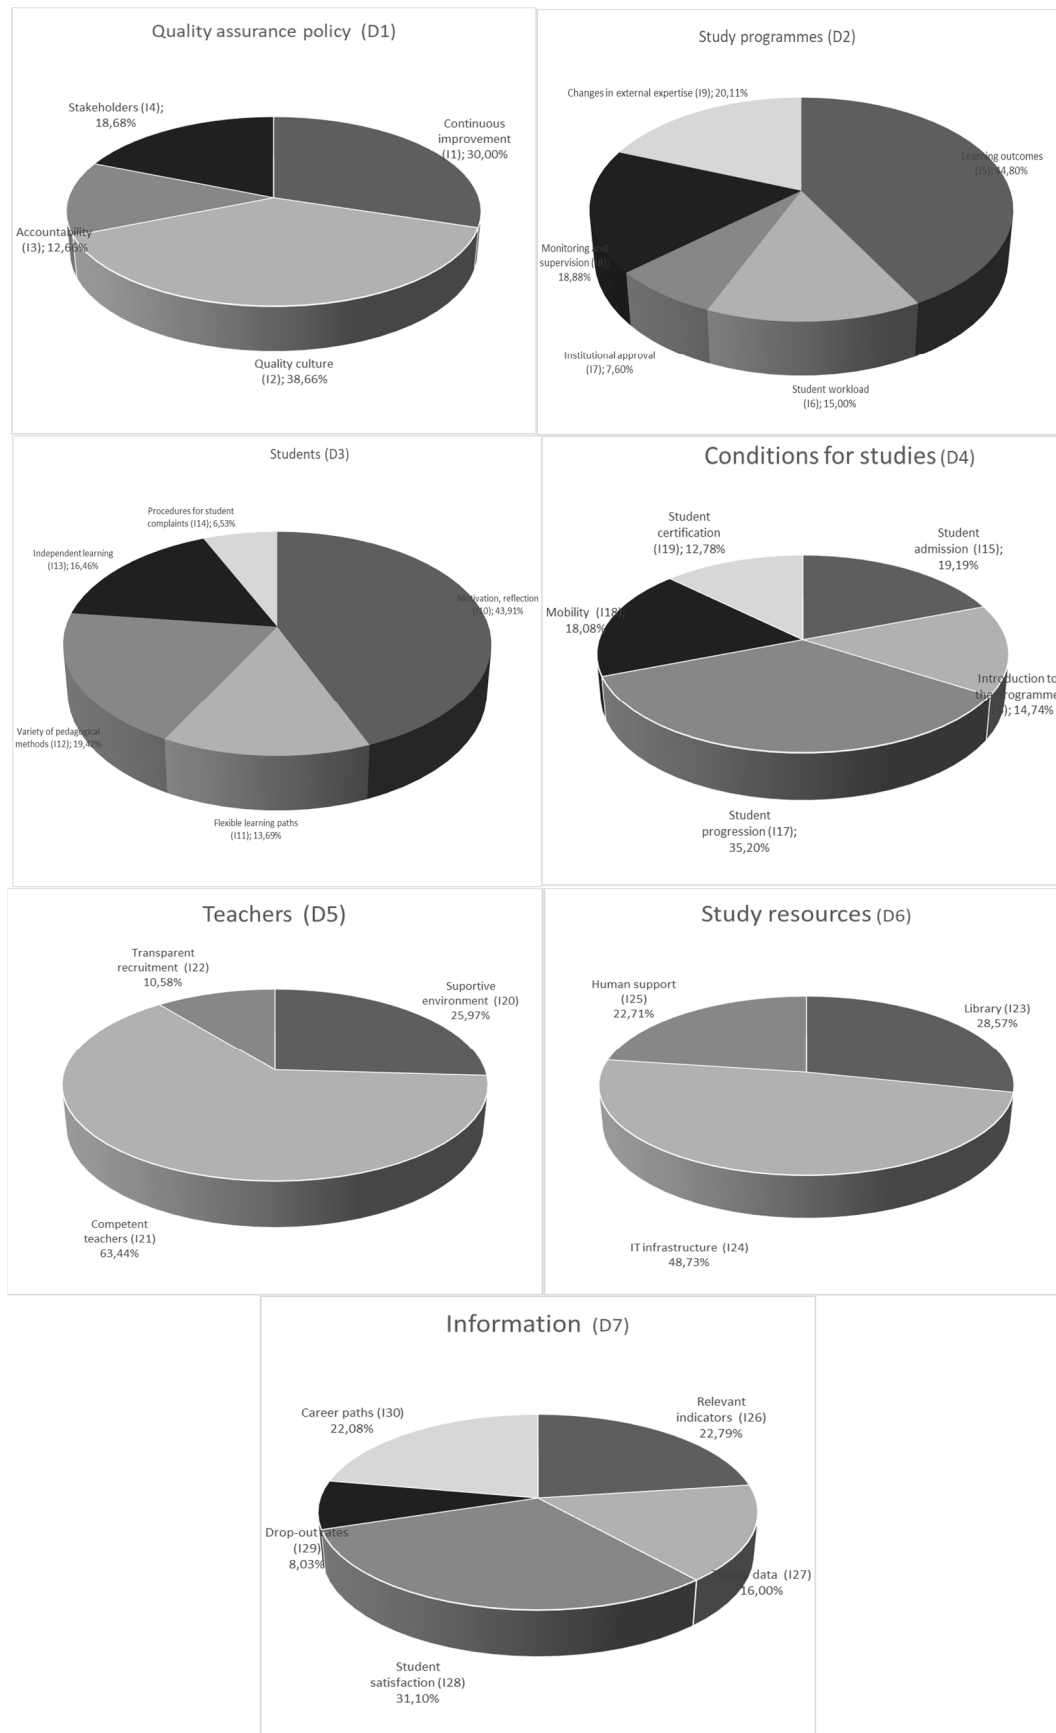 Quality assurance policy (D1)
Stakeholders (I4);
18,68%
Continuous
improvement
(I1); 30,00%
Accountability
(I3); 12,66%
Quality culture
(I2); 38,66%
Study programmes (D2)
Changes in external expertise (I9); 20,11%
Learning outcomes
(I5); 44,80%
Monitoring and
supervision (I8);
18,88%
Institutional approval
(I7); 7,60%
Student workload
(I6); 15,00%
Students (D3)
Procedures for student
complaints (I14); 6,53%
Independent learning
(I13); 16,46%
Motivation, reflection
(I10); 43,91%
Variety of pedagogical
methods (I12); 19,42%
Flexible learning paths
(I11); 13,69%
Conditions for studies (D4)
Student
certification
(I19); 12,78%
Student
admission (I15);
19,19%
Mobility (I18);
18,08%
Introduction to
the programme
14,74%
Student
progression (I17);
35,20%
Teachers (D5)
Transparent
recruitment (I22)
10,58%
Suportive
environment (I20)
25,97%
Competent
teachers (I21)
63,44%
Study resources (D6)
Human support
(I25)
22,71%
Library (I23)
28,57%
IT infrastructure (I24)
48,73%
Information (D7)
Career paths (I30)
22,08%
Relevant
indicators (I26)
22,79%
Drop-out rates
(I29)
8,03%
data (I27)
16,00%
Student
satisfaction (I28)
31,10%